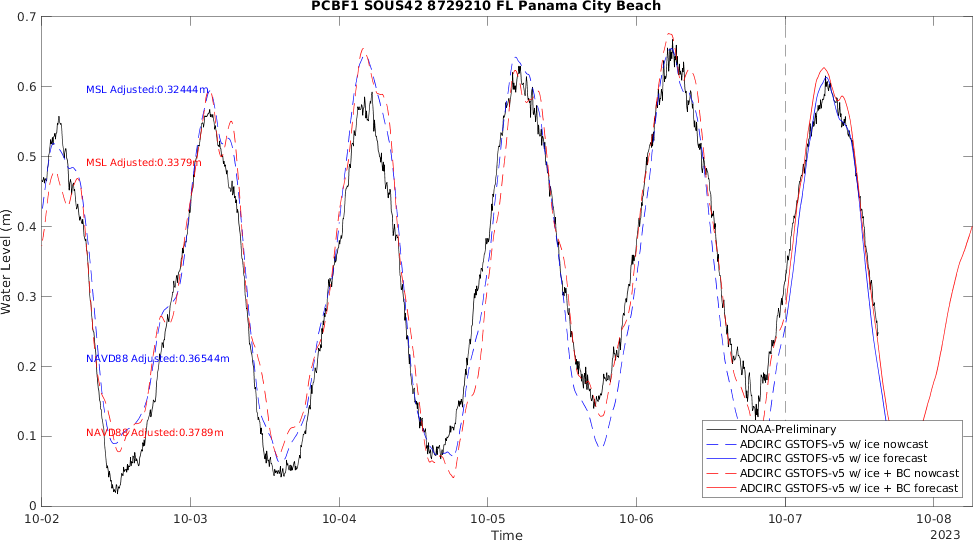 PCBF1 SOUS42 8729210 FL Panama City Beach
0.7
0.6
0.5
0.4
0.3
0.2
0.1
0
Water Level (m)
MSL Adjusted:0.32444m
MSL Adjusted:0.3379m
NAVD88 Adjusted:0.36544m
NAVD88 Adjusted:0.3789m
NOAA-Preliminary
ADCIRC GSTOFS-v5 w/ ice nowcast
ADCIRC GSTOFS-v5 w/ ice forecast
ADCIRC GSTOFS-v5 w/ ice + BC nowcast
ADCIRC GSTOFS-v5 w/ ice + BC forecast
10-02 10-03 10-04 10-05 10-06 10-07 10-08
Time
2023